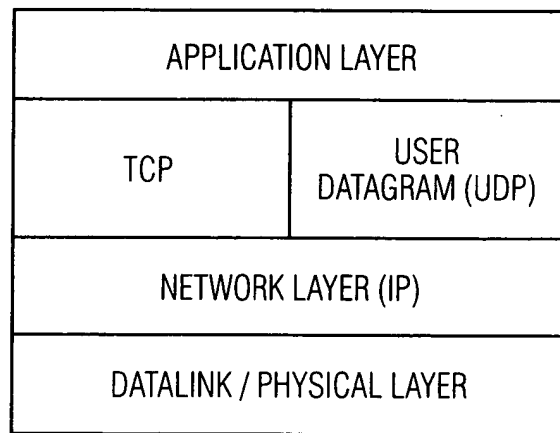 APPLICATION LAYER
TCP
USER
DATAGRAM (UDP)
NETWORK LAYER (IP)
DATALINK / PHYSICAL LAYER